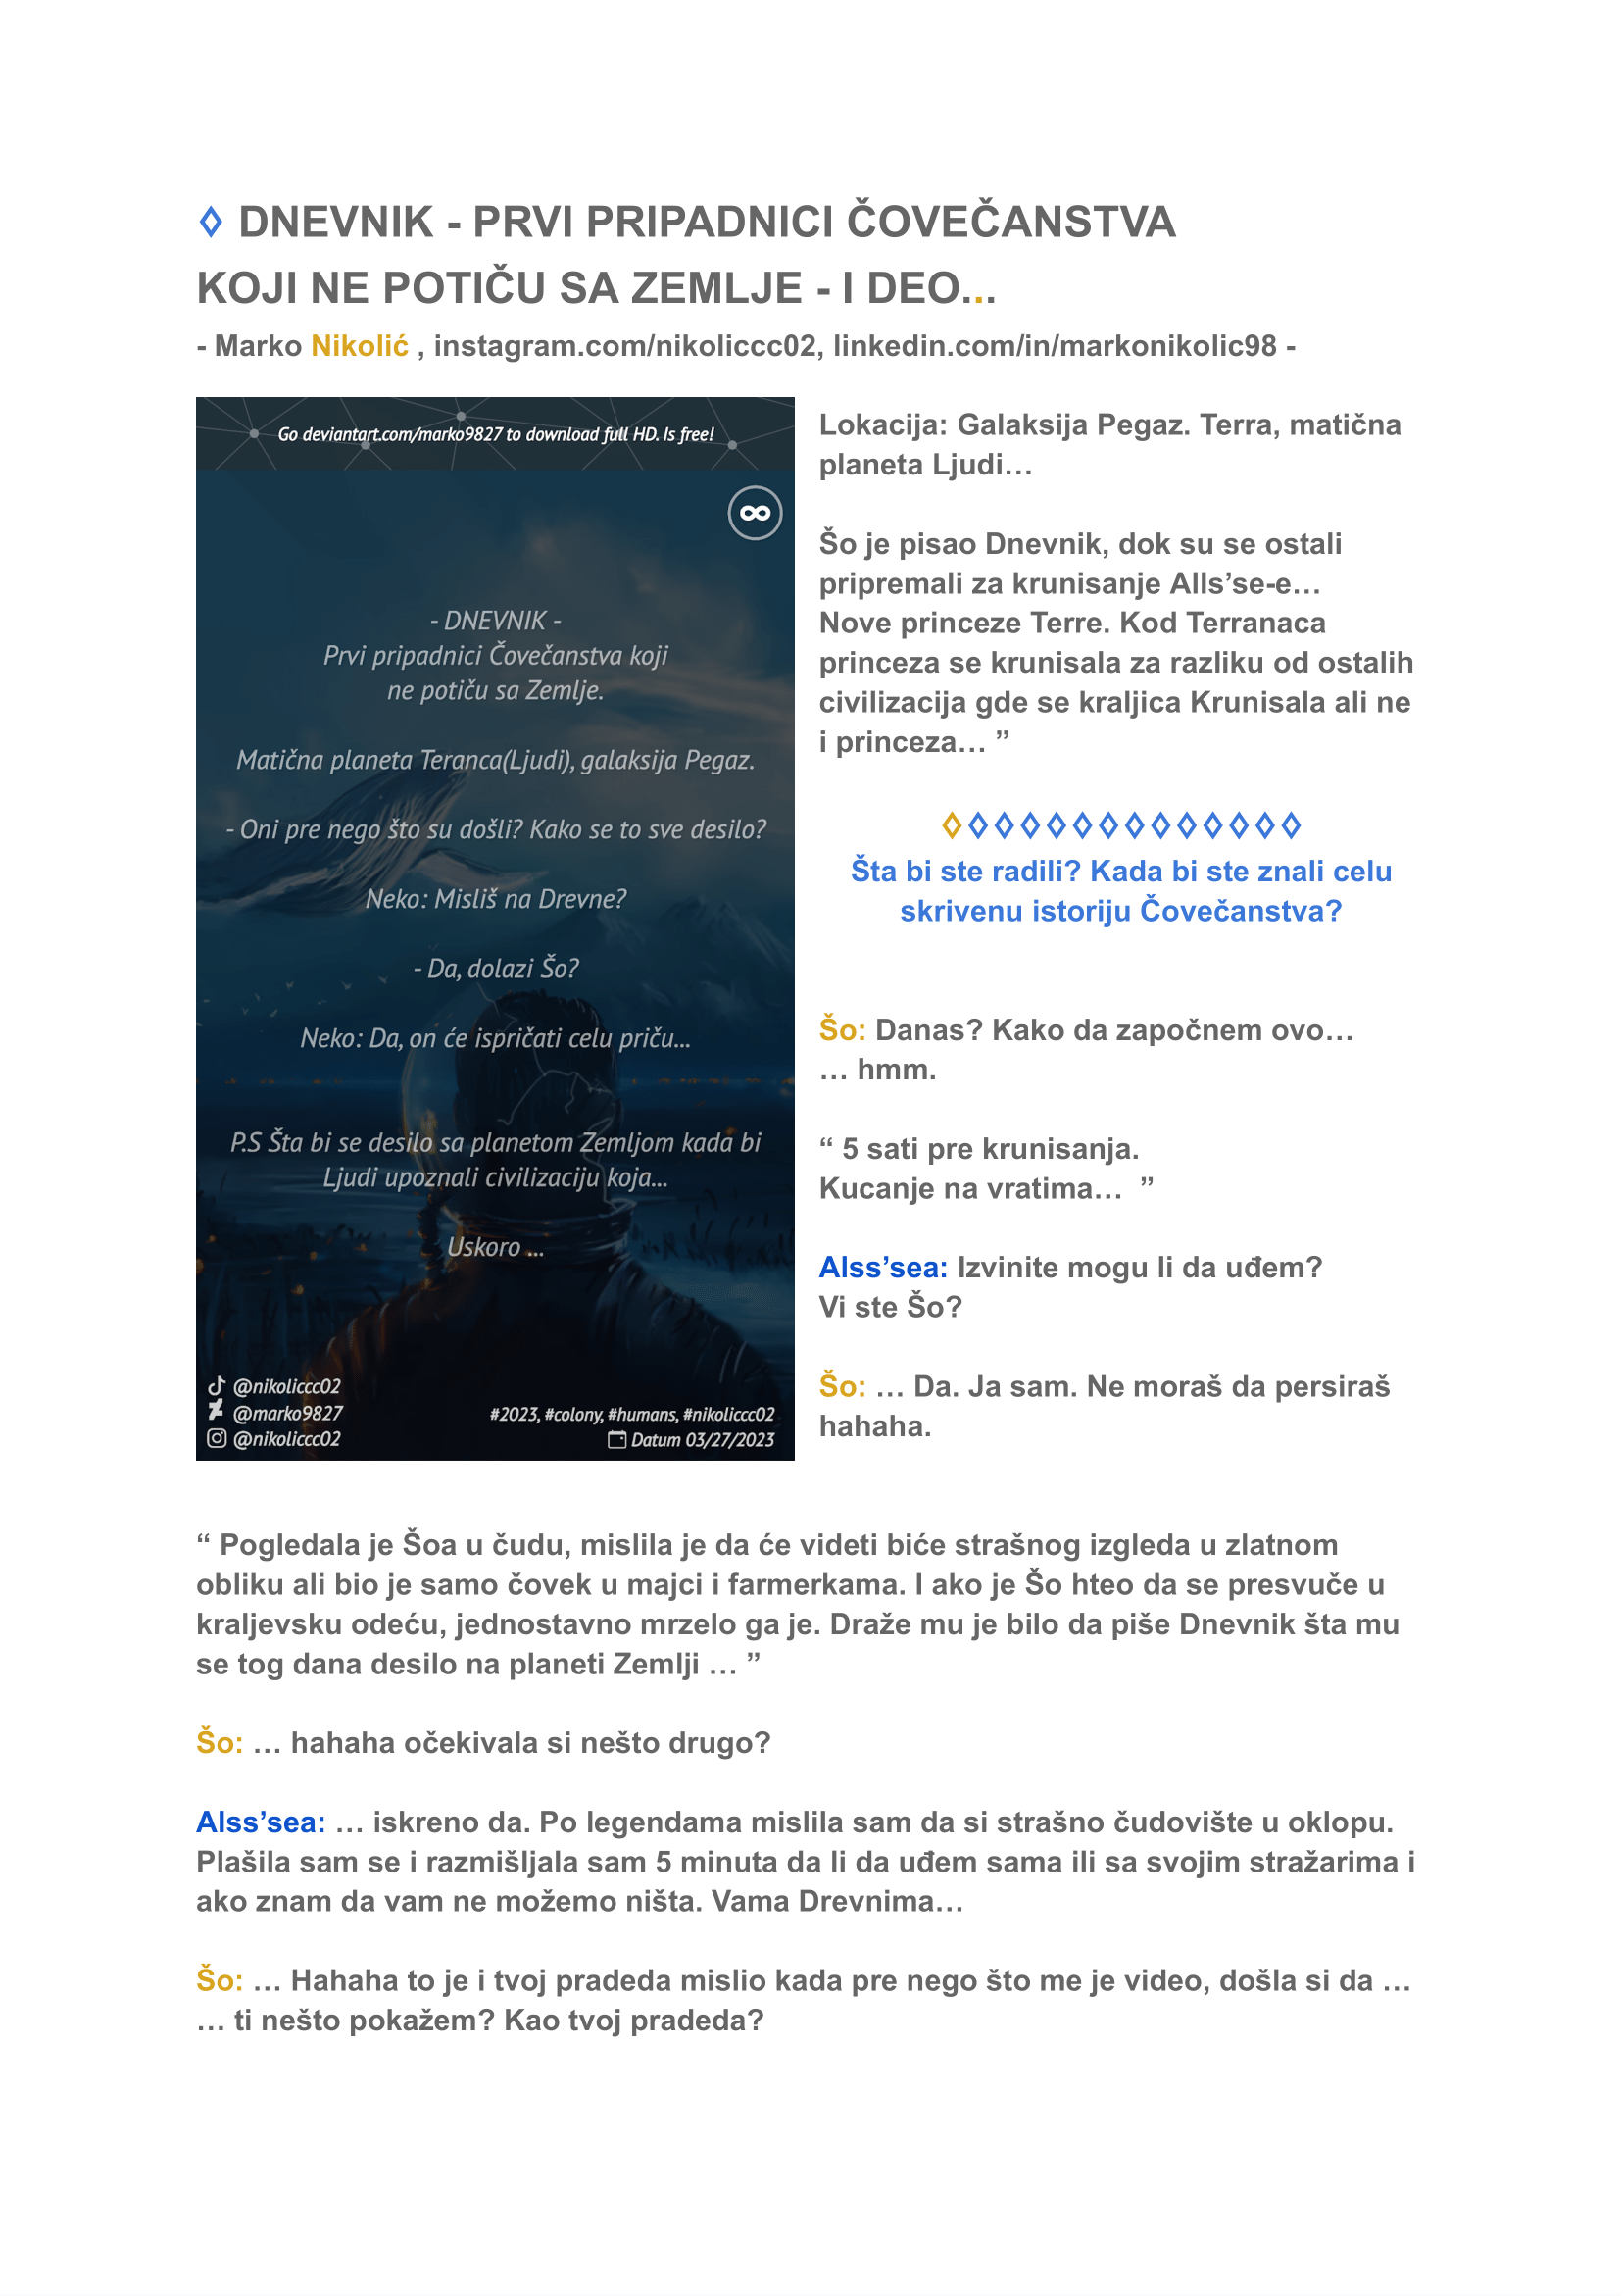 ◊ DNEVNIK - PRVI PRIPADNICI ČOVEČANSTVA
KOJI NE POTIČU SA ZEMLJE - I DEO...
- Marko Nikolić , instagram.com/nikoliccc02, linkedin.com/in/markonikolic98 -
Go deviantart.com/marko9827 to download full HD. Is free!
- DNEVNIK -
Prvi pripadnici Čovečanstva koji
ne potiču sa Zemlje.
Matična planeta Teranca(Ljudi), galaksija Pegaz.
- Oni pre nego što su došli? Kako se to sve desilo?
Neko: Misliš na Drevne?
- Da, dolazi Šo?
Neko: Da, on će ispričati celu priču...
P.S Šta bi se desilo sa planetom Zemljom kada bi
Ljudi upoznali civilizaciju koja...
Uskoro ...
@nikoliccc02
@marko9827
@nikoliccc02
#2023, #colony, #humans, #nikoliccc02
Datum 03/27/2023
Lokacija: Galaksija Pegaz. Terra, matična
planeta Ljudi…
Šo je pisao Dnevnik, dok su se ostali
pripremali za krunisanje Alls’se-e…
Nove princeze Terre. Kod Terranaca
princeza se krunisala za razliku od ostalih
civilizacija gde se kraljica Krunisala ali ne
i princeza… ”
◊◊◊◊◊◊◊◊◊◊◊◊◊◊
Šta bi ste radili? Kada bi ste znali celu
skrivenu istoriju Čovečanstva?
Šo: Danas? Kako da započnem ovo…
… hmm.
“ 5 sati pre krunisanja.
Kucanje na vratima… ”
Alss’sea: Izvinite mogu li da uđem?
Vi ste Šo?
Šo: … Da. Ja sam. Ne moraš da persiraš
hahaha.
“ Pogledala je Šoa u čudu, mislila je da će videti biće strašnog izgleda u zlatnom
obliku ali bio je samo čovek u majci i farmerkama. I ako je Šo hteo da se presvuče u
kraljevsku odeću, jednostavno mrzelo ga je. Draže mu je bilo da piše Dnevnik šta mu
se tog dana desilo na planeti Zemlji … ”
Šo: … hahaha očekivala si nešto drugo?
Alss’sea: … iskreno da. Po legendama mislila sam da si strašno čudovište u oklopu.
Plašila sam se i razmišljala sam 5 minuta da li da uđem sama ili sa svojim stražarima i
ako znam da vam ne možemo ništa. Vama Drevnima…
Šo: … Hahaha to je i tvoj pradeda mislio kada pre nego što me je video, došla si da …
… ti nešto pokažem? Kao tvoj pradeda?